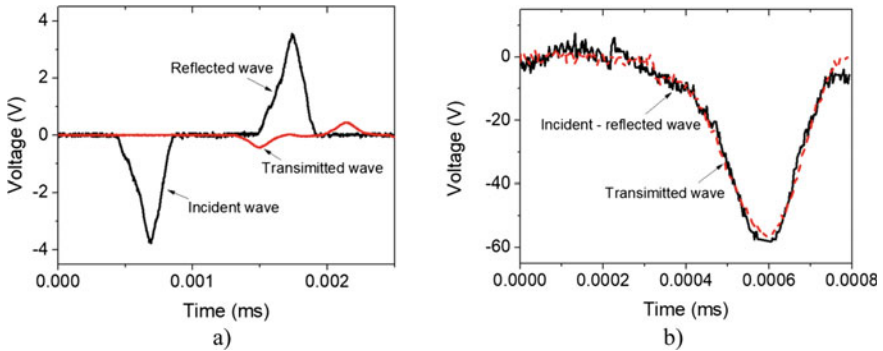 4
2
0
-2
-4
Voltage (V)
Reflected wave
Transimitted wave
Incident wave
0.000
0.001
0.002
Time (ms)
a)
0
-20
-40
-60
Voltage (V)
Incident - reflected wave
Transimitted wave
0.0000
0.0002
0.0004
0.0006
0.0008
Time (ms)
b)